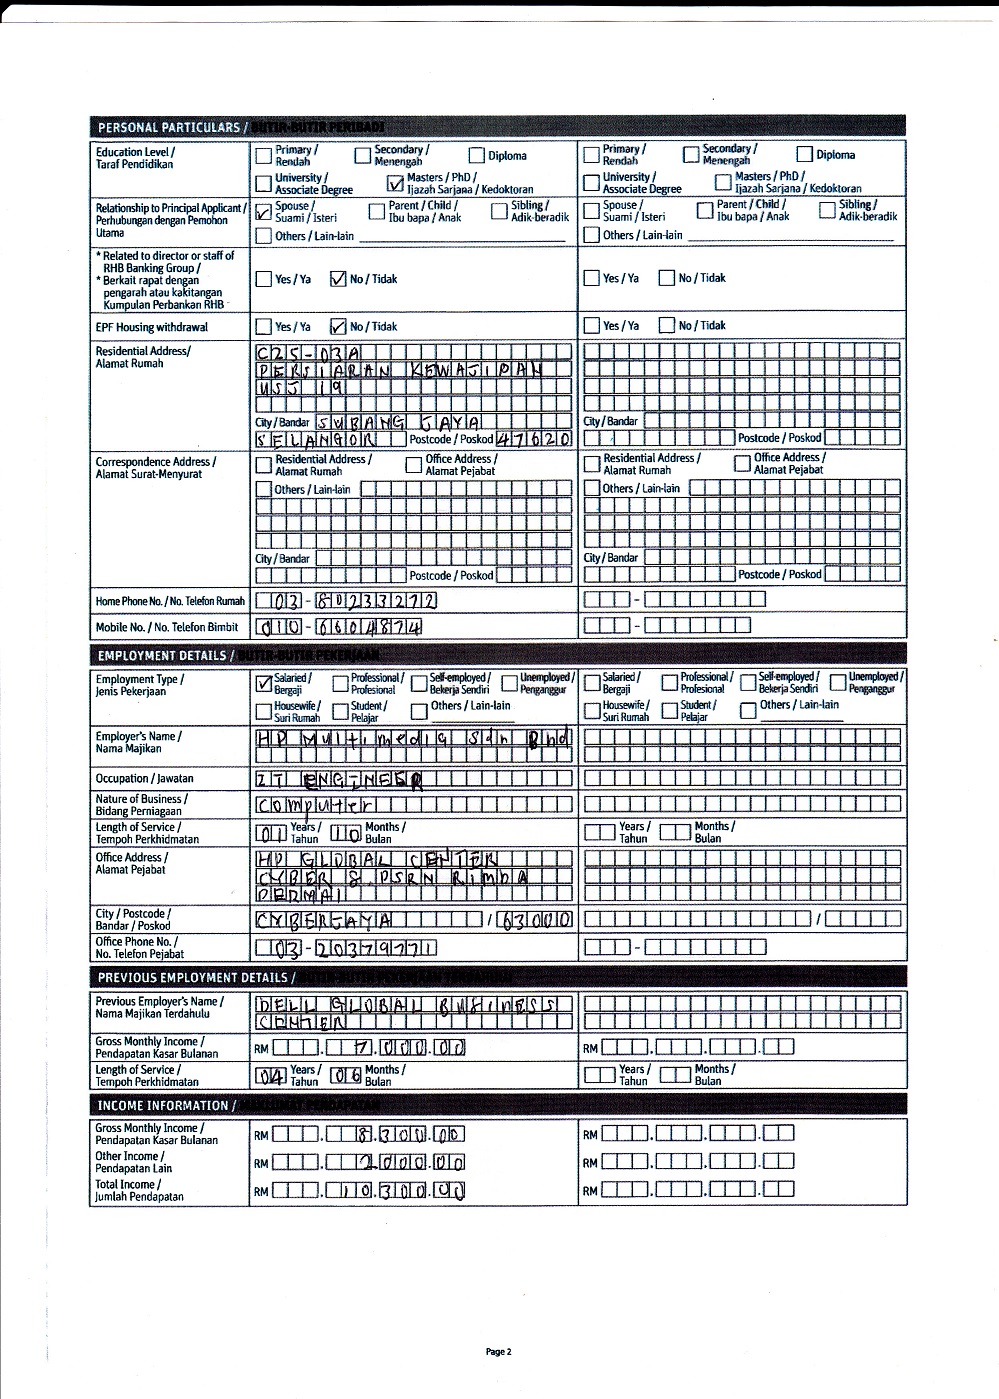 PERSONAL PARTICULARS / BUTIR-BUTIR PERIBADI
Education Level / Taraf Pendidikan
Primary / Rendah
Secondary / Menengah
Diploma
University / Associate Degree
Masters / PhD / Ijazah Sarjana / Kedoktoran
Primary / Rendah
Secondary / Menengah
Diploma
University / Associate Degree
Masters / PhD / Ijazah Sarjana / Kedoktoran
Relationship to Principal Applicant / Perhubungan dengan Pemohon Utama
Spouse / Suami / Isteri
Parent / Child / Ibu bapa / Anak
Sibling / Adik-beradik
Others / Lain-lain
Spouse / Suami / Isteri
Parent / Child / Ibu bapa / Anak
Sibling / Adik-beradik
Others / Lain-lain
* Related to director or staff of RHB Banking Group /
* Berkait rapat dengan pengarah atau kakitangan Kumpulan Perbankan RHB
Yes / Ya
No / Tidak
Yes / Ya
No / Tidak
EPF Housing withdrawal
Yes / Ya
No / Tidak
Yes / Ya
No / Tidak
Residential Address/ Alamat Rumah
C25-03A
PERSIARAN KEWAJIPAN
USJ 19
City / Bandar SUBANG JAYA
SELANGOR Postcode / Poskod 47620
City / Bandar
Postcode / Poskod
Correspondence Address / Alamat Surat-Menyurat
Residential Address / Alamat Rumah
Office Address / Alamat Pejabat
Others / Lain-lain
City / Bandar
Postcode / Poskod
Residential Address / Alamat Rumah
Office Address / Alamat Pejabat
Others / Lain-lain
City / Bandar
Postcode / Poskod
Home Phone No. / No. Telefon Rumah 03-80233272 -
Mobile No. / No. Telefon Bimbit 010-6604874 -
EMPLOYMENT DETAILS / BUTIR-BUTIR PEKERJAAN
Employment Type / Jenis Pekerjaan
Salaried / Bergaji
Professional / Profesional
Self-employed / Bekerja Sendiri
Unemployed / Penganggur
Housewife / Suri Rumah
Student / Pelajar
Others / Lain-lain
Salaried / Bergaji
Professional / Profesional
Self-employed / Bekerja Sendiri
Unemployed / Penganggur
Housewife / Suri Rumah
Student / Pelajar
Others / Lain-lain
Employer's Name / Nama Majikan
HP Multimedia Sdn Bhd
Occupation / Jawatan
IT ENGINEER
Nature of Business / Bidang Perniagaan
Computer
Length of Service / Tempoh Perkhidmatan
01 Years / Tahun 10 Months / Bulan
Years / Tahun Months / Bulan
Office Address / Alamat Pejabat
HP GLOBAL CENTER
CYBER 8, PSRN RimbA
PERMAI
City / Postcode / Bandar / Poskod
CYBERJAYA / 63000
/
Office Phone No. / No. Telefon Pejabat
03-20379771
-
PREVIOUS EMPLOYMENT DETAILS / BUTIR-BUTIR PEKERJAAN TERDAHULU
Previous Employer's Name / Nama Majikan Terdahulu
DELL GLOBAL BUSINESS
CENTER
Gross Monthly Income / Pendapatan Kasar Bulanan
RM 7.000.00
RM
Length of Service / Tempoh Perkhidmatan
04 Years / Tahun 06 Months / Bulan
Years / Tahun Months / Bulan
INCOME INFORMATION / MAKLUMAT PENDAPATAN
Gross Monthly Income / Pendapatan Kasar Bulanan
RM 8.300.00
RM
Other Income / Pendapatan Lain
RM 2000.00
RM
Total Income / Jumlah Pendapatan
RM 10.300.00
RM
Page 2